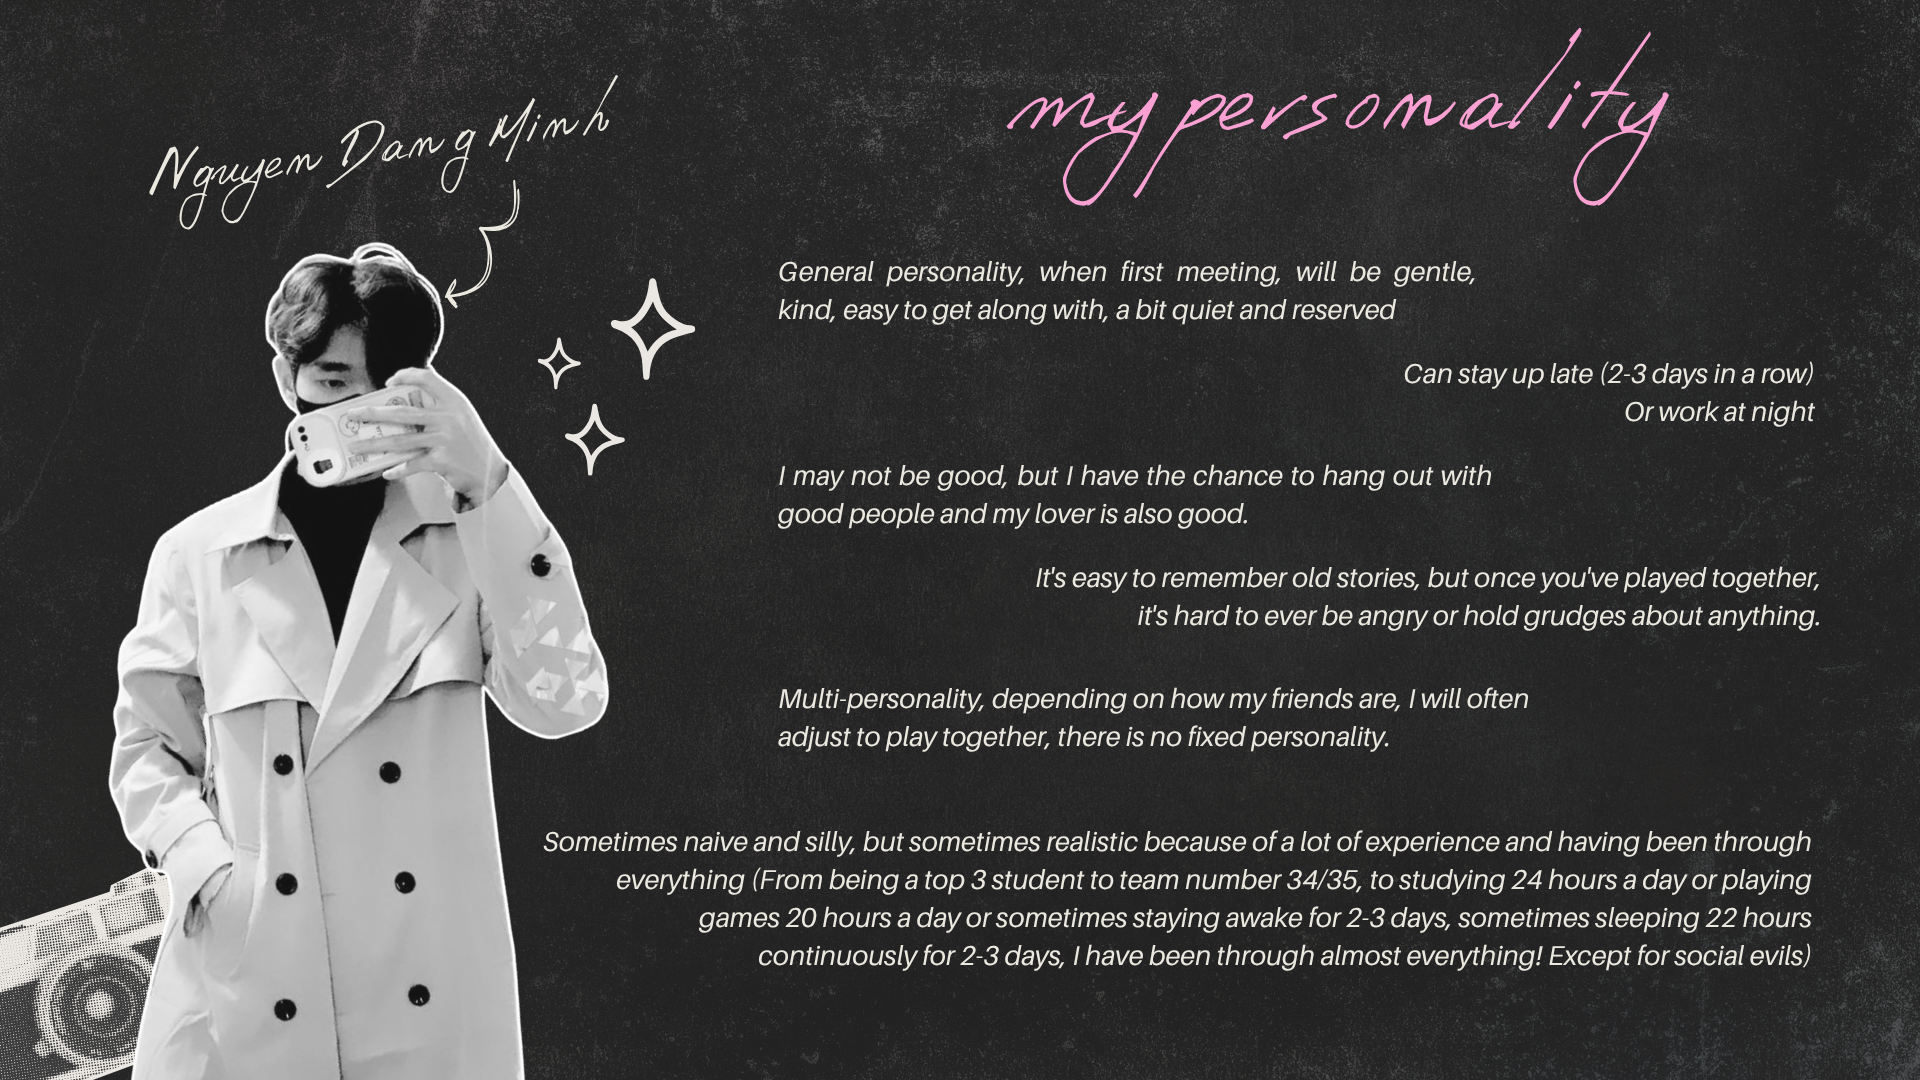 my personality
Nguyen Dang Minh
General personality, when first meeting, will be gentle,
kind, easy to get along with, a bit quiet and reserved
Can stay up late (2-3 days in a row)
Or work at night
I may not be good, but I have the chance to hang out with
good people and my lover is also good.
It's easy to remember old stories, but once you've played together,
it's hard to ever be angry or hold grudges about anything.
Multi-personality, depending on how my friends are, I will often
adjust to play together, there is no fixed personality.
Sometimes naive and silly, but sometimes realistic because of a lot of experience and having been through
everything (From being a top 3 student to team number 34/35, to studying 24 hours a day or playing
games 20 hours a day or sometimes staying awake for 2-3 days, sometimes sleeping 22 hours
continuously for 2-3 days, I have been through almost everything! Except for social evils)